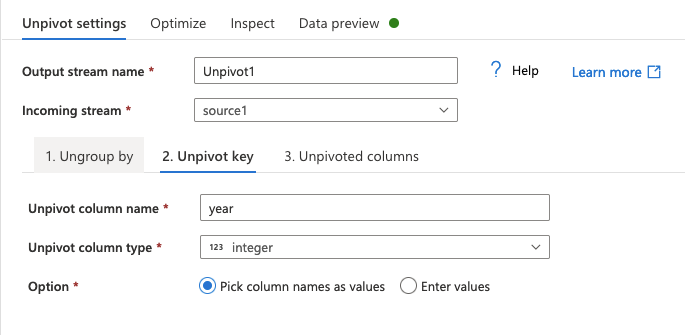 Unpivot settings Optimize Inspect Data preview
Output stream name * Unpivot1 ? Help Learn more
Incoming stream * source1
1. Ungroup by 2. Unpivot key 3. Unpivoted columns
Unpivot column name * year
Unpivot column type * 123 integer
Option * Pick column names as values Enter values